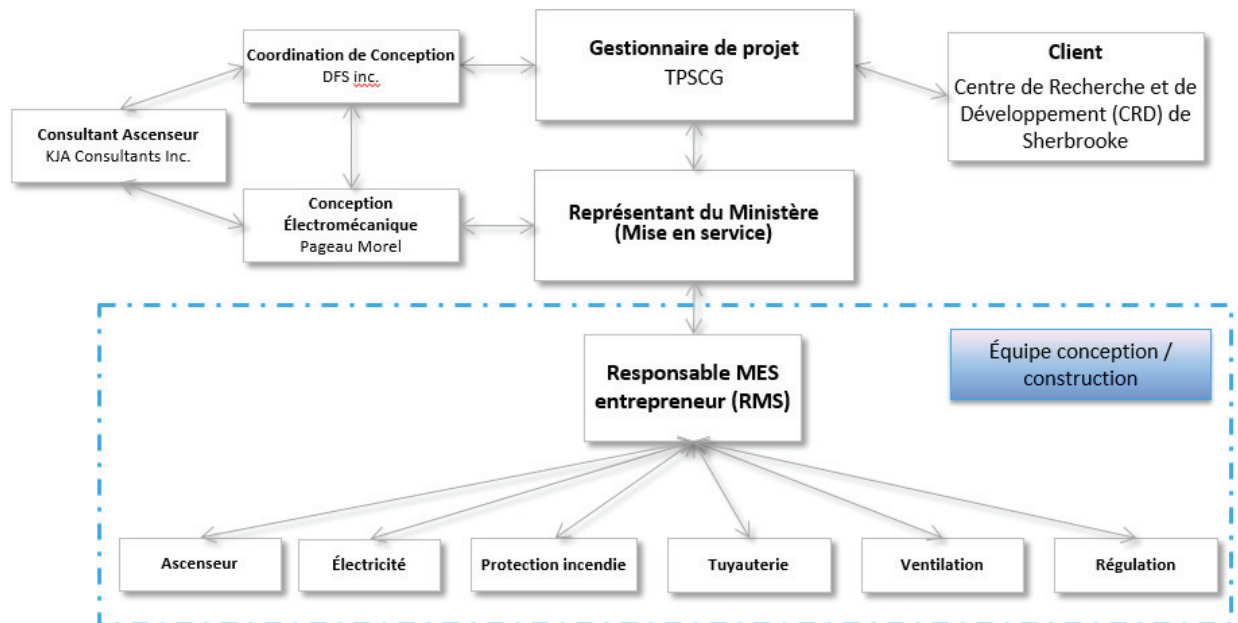 Coordination de Conception
DFS inc.
Gestionnaire de projet
TPSCG
Client
Centre de Recherche et de
Développement (CRD) de
Sherbrooke
Consultant Ascenseur
KJA Consultants Inc.
Conception
Électromécanique
Pageau Morel
Représentant du Ministère
(Mise en service)
Responsable MES
entrepreneur (RMS)
Équipe conception /
construction
Ascenseur
Électricité
Protection incendie
Tuyauterie
Ventilation
Régulation